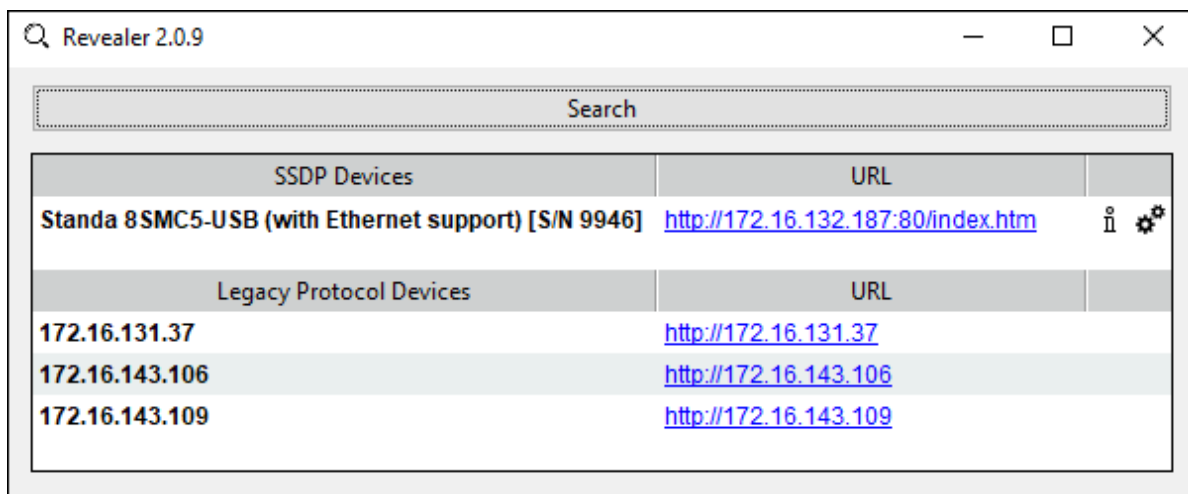 Revealer 2.0.9
Search
SSDP Devices URL
Standa 8SMC5-USB (with Ethernet support) [S/N 9946] http://172.16.132.187:80/index.htm
Legacy Protocol Devices URL
172.16.131.37 http://172.16.131.37
172.16.143.106 http://172.16.143.106
172.16.143.109 http://172.16.143.109